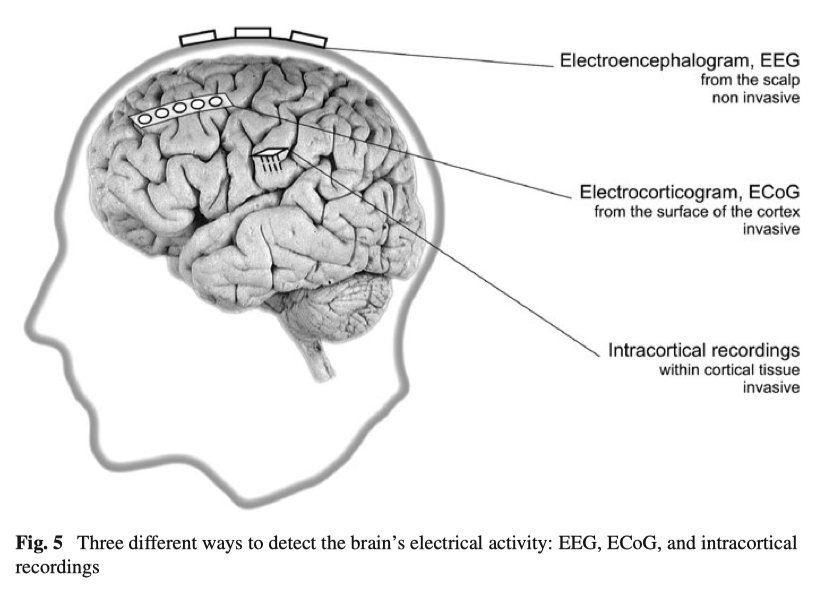 Electroencephalogram, EEG
from the scalp
non invasive
Electrocorticogram, ECoG
from the surface of the cortex
invasive
Intracortical recordings
within cortical tissue
invasive
Fig. 5 Three different ways to detect the brain's electrical activity: EEG, ECoG, and intracortical
recordings